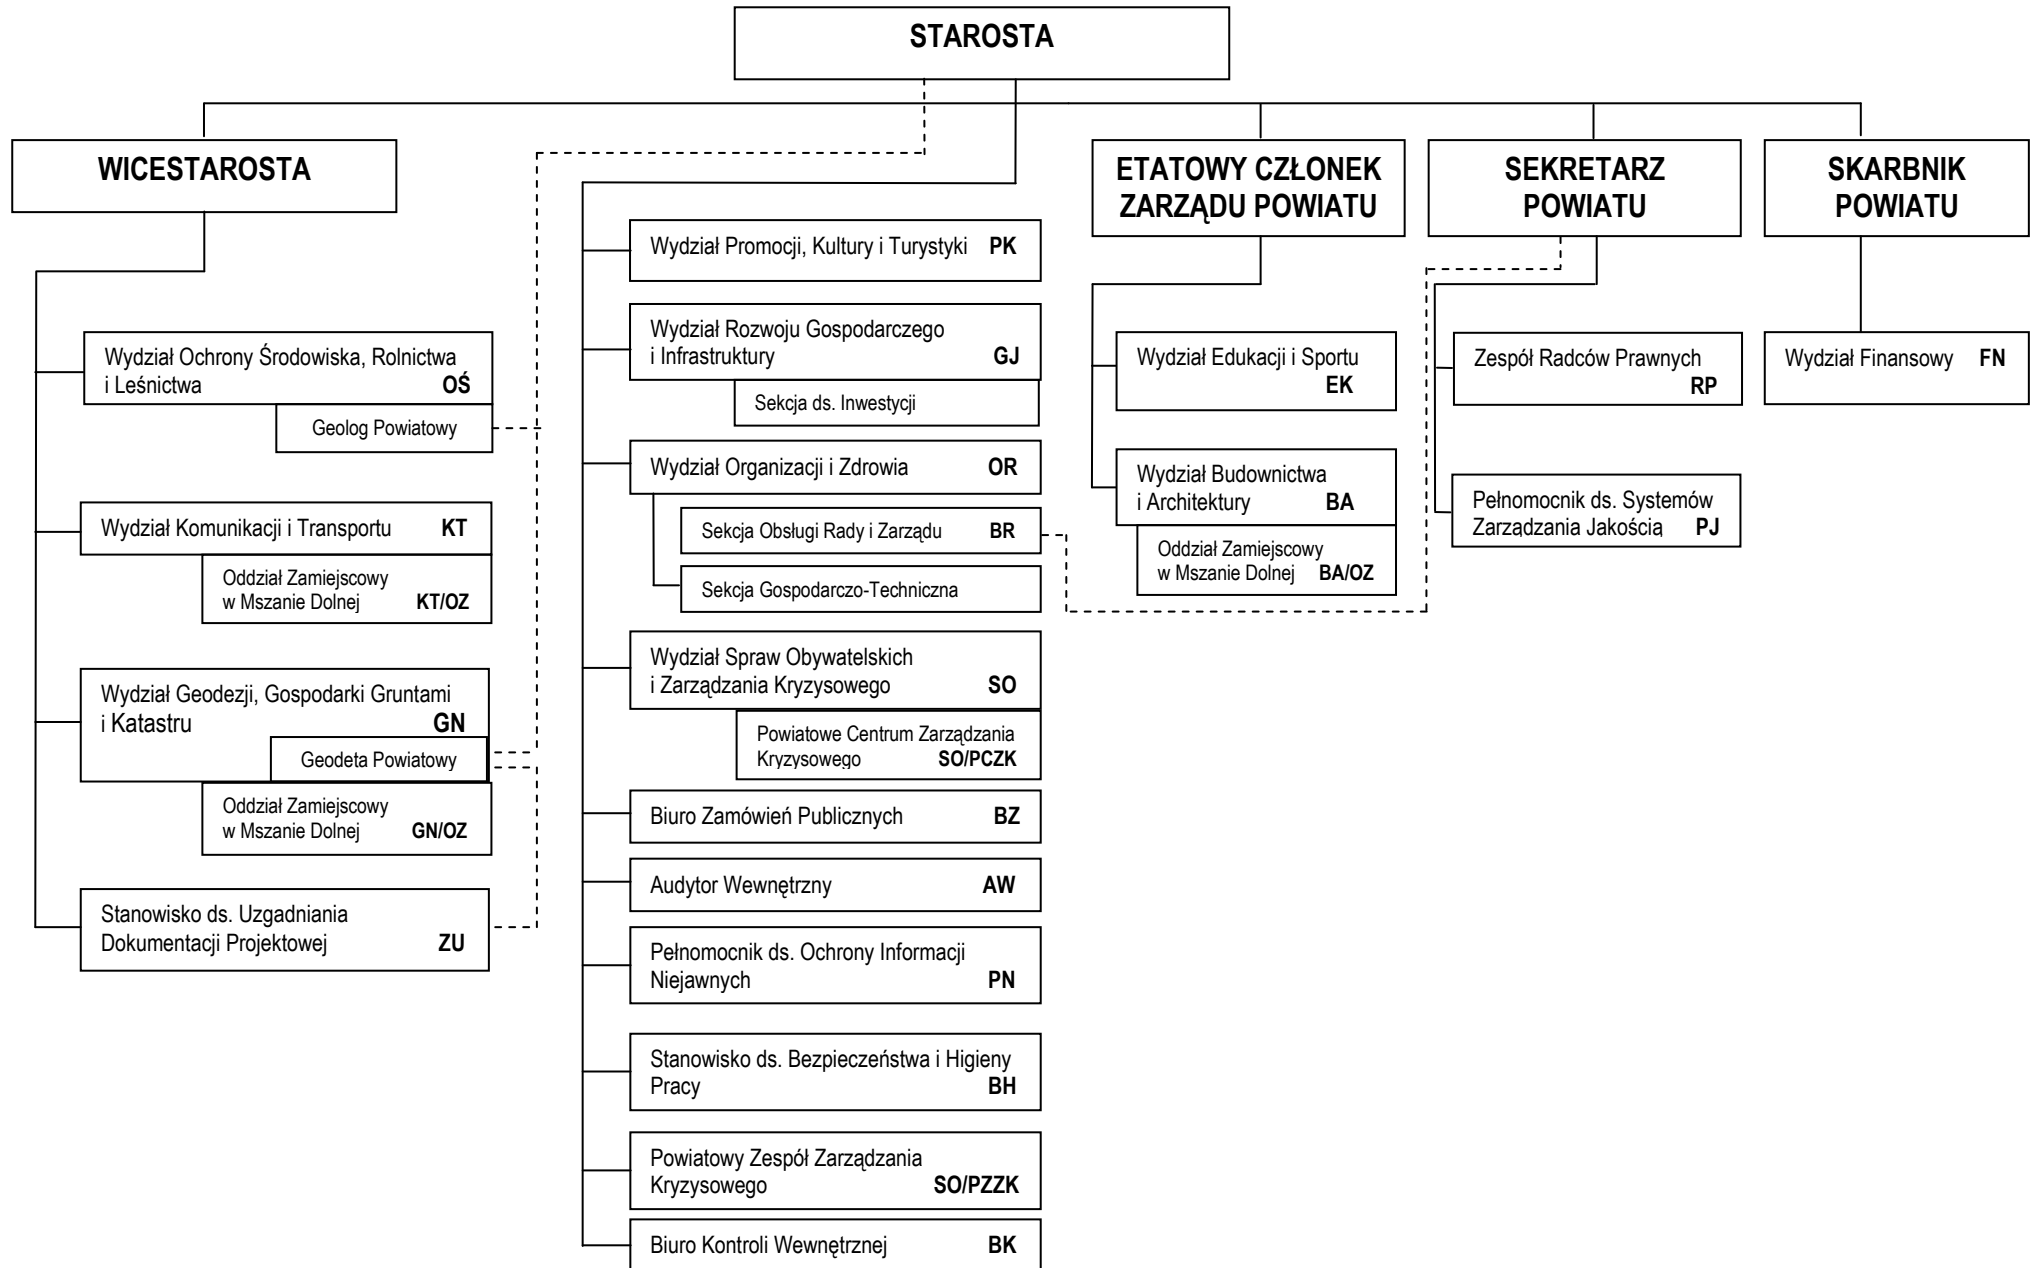 STAROSTA
WICESTAROSTA
ETATOWY CZŁONEK
ZARZĄDU POWIATU
SEKRETARZ
POWIATU
SKARBNIK
POWIATU
Wydział Ochrony Środowiska, Rolnictwa
i Leśnictwa OŚ
Geolog Powiatowy
Wydział Komunikacji i Transportu KT
Oddział Zamiejscowy
w Mszanie Dolnej KT/OZ
Wydział Geodezji, Gospodarki Gruntami
i Katastru GN
Geodeta Powiatowy
Oddział Zamiejscowy
w Mszanie Dolnej GN/OZ
Stanowisko ds. Uzgadniania
Dokumentacji Projektowej ZU
Wydział Promocji, Kultury i Turystyki PK
Wydział Rozwoju Gospodarczego
i Infrastruktury GJ
Sekcja ds. Inwestycji
Wydział Organizacji i Zdrowia OR
Sekcja Obsługi Rady i Zarządu BR
Sekcja Gospodarczo-Techniczna
Wydział Spraw Obywatelskich
i Zarządzania Kryzysowego SO
Powiatowe Centrum Zarządzania
Kryzysowego SO/PCZK
Biuro Zamówień Publicznych BZ
Audytor Wewnętrzny AW
Pełnomocnik ds. Ochrony Informacji
Niejawnych PN
Stanowisko ds. Bezpieczeństwa i Higieny
Pracy BH
Powiatowy Zespół Zarządzania
Kryzysowego SO/PZZK
Biuro Kontroli Wewnętrznej BK
Wydział Edukacji i Sportu
EK
Wydział Budownictwa
i Architektury BA
Oddział Zamiejscowy
w Mszanie Dolnej BA/OZ
Zespół Radców Prawnych
RP
Pełnomocnik ds. Systemów
Zarządzania Jakością PJ
Wydział Finansowy FN